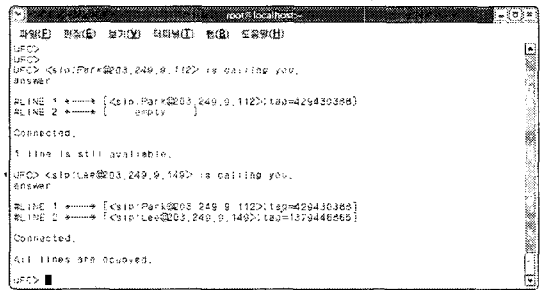 root@localhost:~
파일(F) 편집(E) 보기(V) 터미널(T) 탭(B) 도움말(H)
UFC>
UFC>
UFC> <sip:Park@203.249.9.112> is calling you.
answer
#LINE 1 <-----> [<sip:Park@203.249.9.112>;tag=429430366]
#LINE 2 <-----> [ empty ]
Connected.
1 line is still available.
UFC> <sip:Lee@203.249.9.149> is calling you.
answer
#LINE 1 <-----> [<sip:Park@203.249.9.112>;tag=429430366]
#LINE 2 <-----> [<sip:Lee@203.249.9.149>;tag=1379446665]
Connected.
All lines are ocupyed.
UFC>